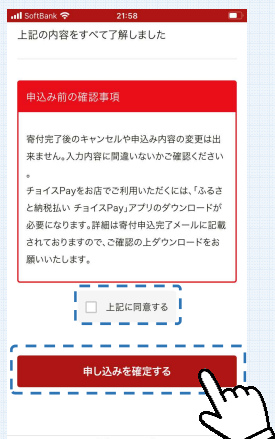 SoftBank 21:58
上記の内容をすべて了解しました
申込み前の確認事項
寄付完了後のキャンセルや申込み内容の変更は出
来ません。入力内容に間違いないかご確認ください
。
チョイスPayをお店でご利用いただくには、「ふるさ
と納税払い チョイスPay」アプリのダウンロードが
必要になります。詳細は寄付申込完了メールに記載
されておりますので、ご確認の上ダウンロードをお
願いいたします。
上記に同意する
申し込みを確定する